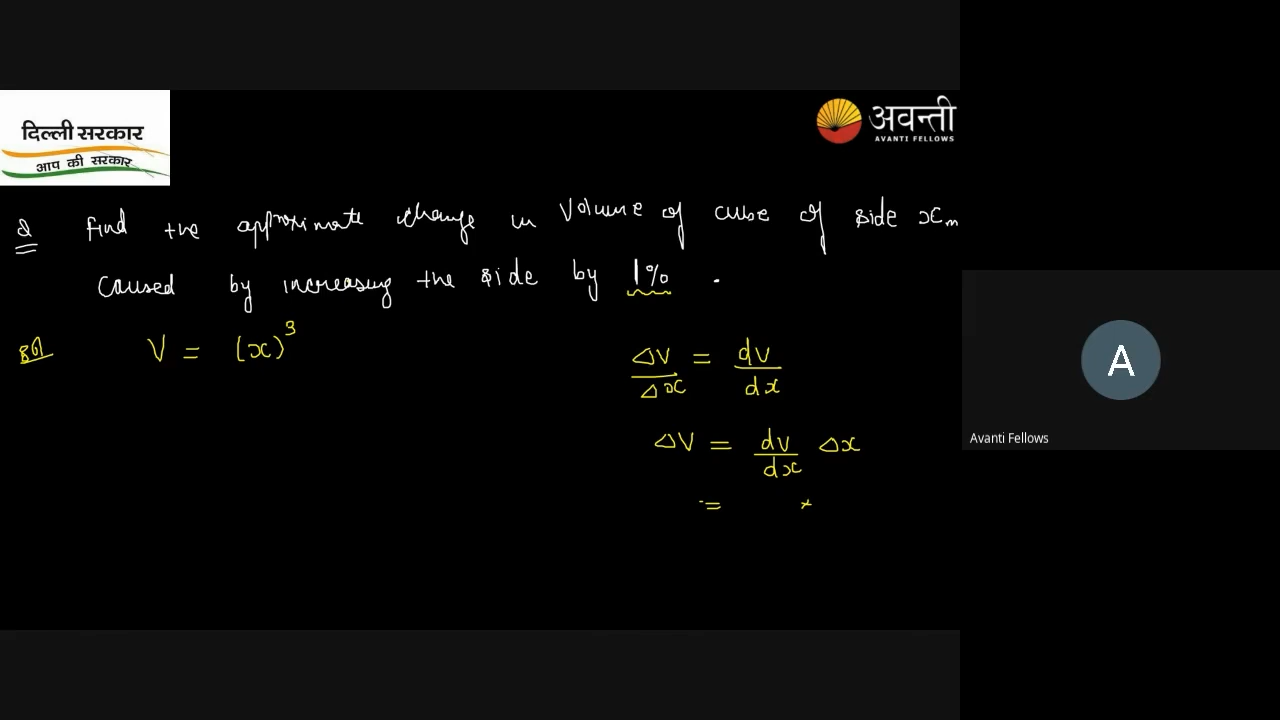 दिल्ली सरकार
आप की सरकार
अवन्ती
AVANTI FELLOWS
Q Find the approximate change in Volume of cube of side x m
Caused by increasing the side by 1% .
Sol V = (x)³
ΔV/Δx = dV/dx
ΔV = dV/dx Δx
= ×
A
Avanti Fellows